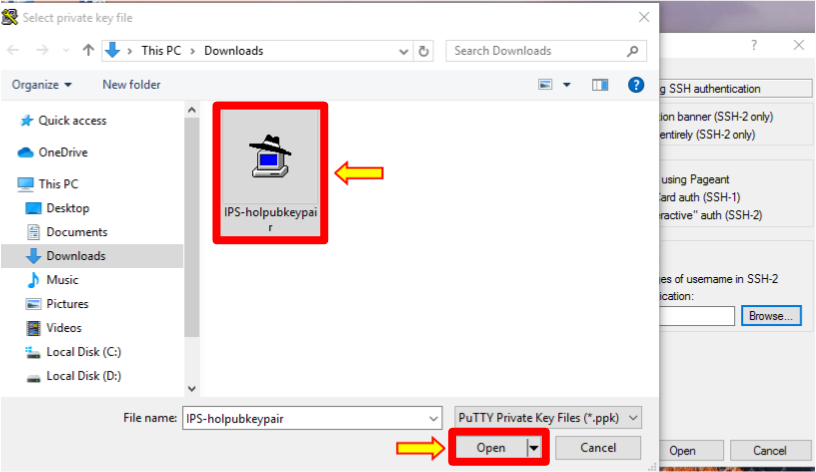 Select private key file
This PC > Downloads
Search Downloads
Organize
New folder
?
Quick access
OneDrive
This PC
Desktop
Documents
Downloads
Music
Pictures
Videos
Local Disk (C:)
Local Disk (D:)
IPS-holpubkeypai
r
File name:
IPS-holpubkeypair
PuTTY Private Key Files (*.ppk)
Open
Cancel
?
g SSH authentication
ion banner (SSH-2 only)
entirely (SSH-2 only)
using Pageant
Card auth (SSH-1)
ractive" auth (SSH-2)
es of username in SSH-2
ication:
Browse...
Open
Cancel